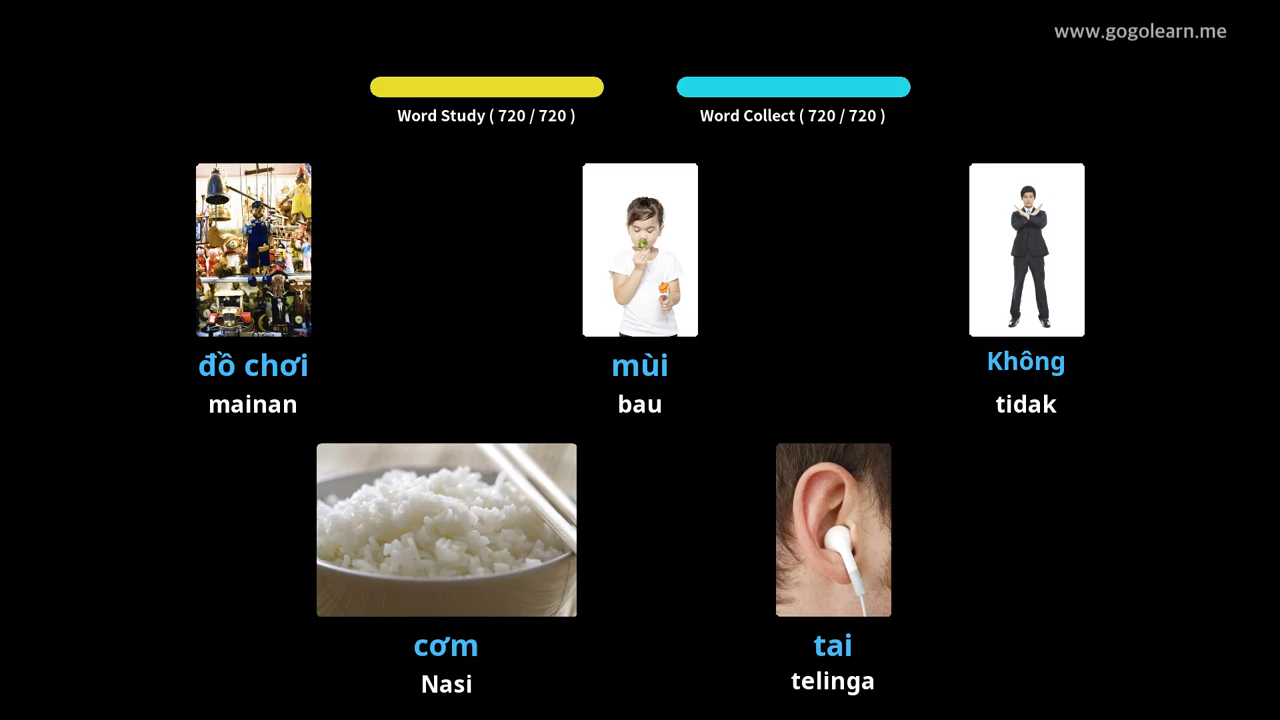 www.gogolearn.me
Word Study ( 720 / 720 )
Word Collect ( 720 / 720 )
đồ chơi
mainan
mùi
bau
Không
tidak
cơm
Nasi
tai
telinga